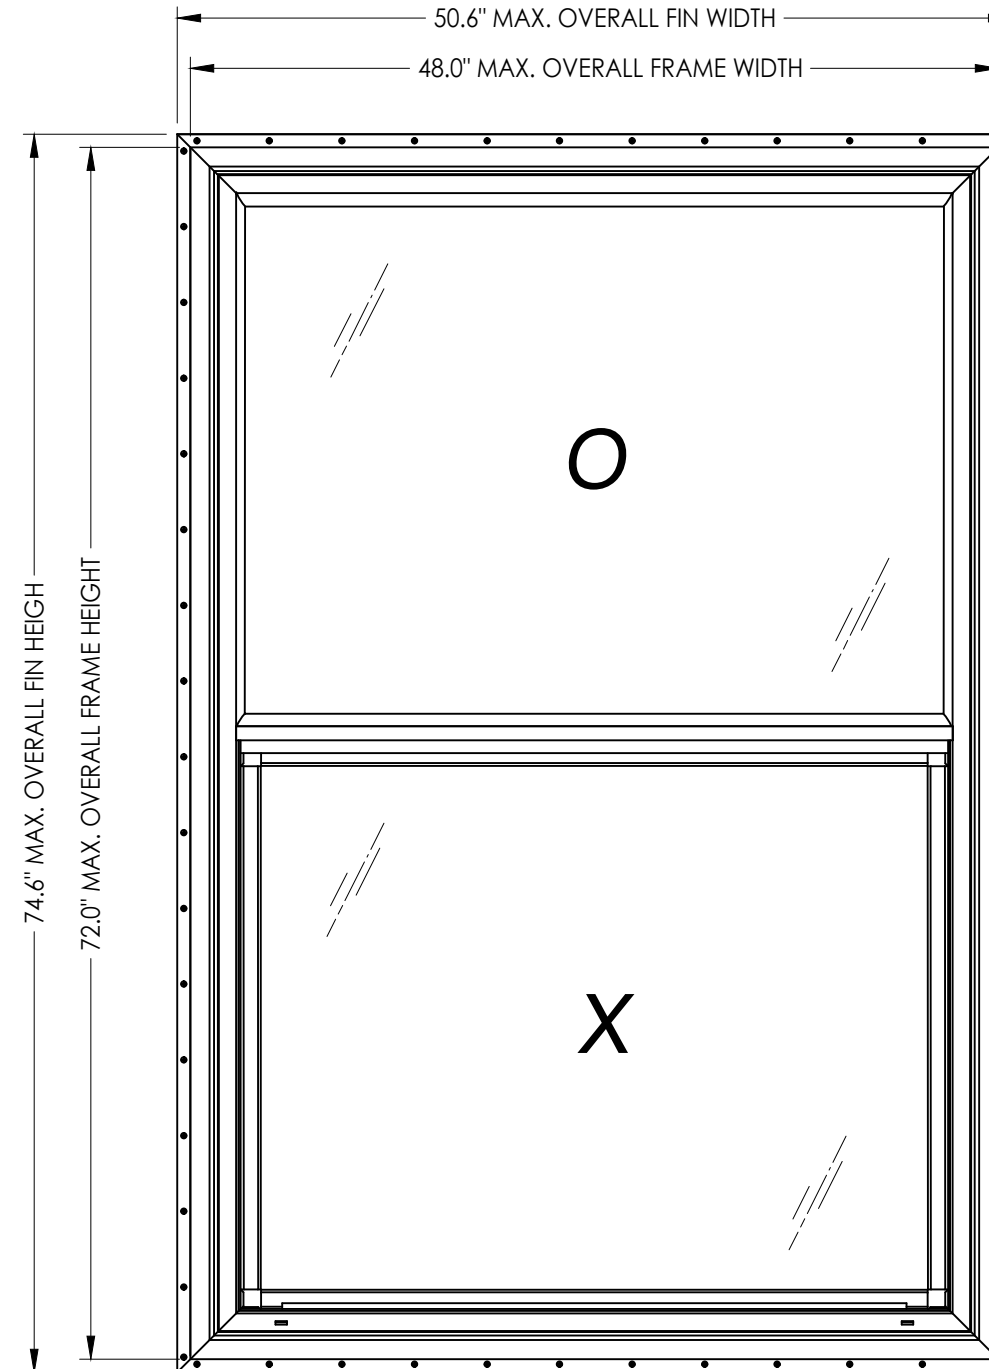 50.6" MAX. OVERALL FIN WIDTH
48.0" MAX. OVERALL FRAME WIDTH
74.6" MAX. OVERALL FIN HEIGH
72.0" MAX. OVERALL FRAME HEIGHT
O
X